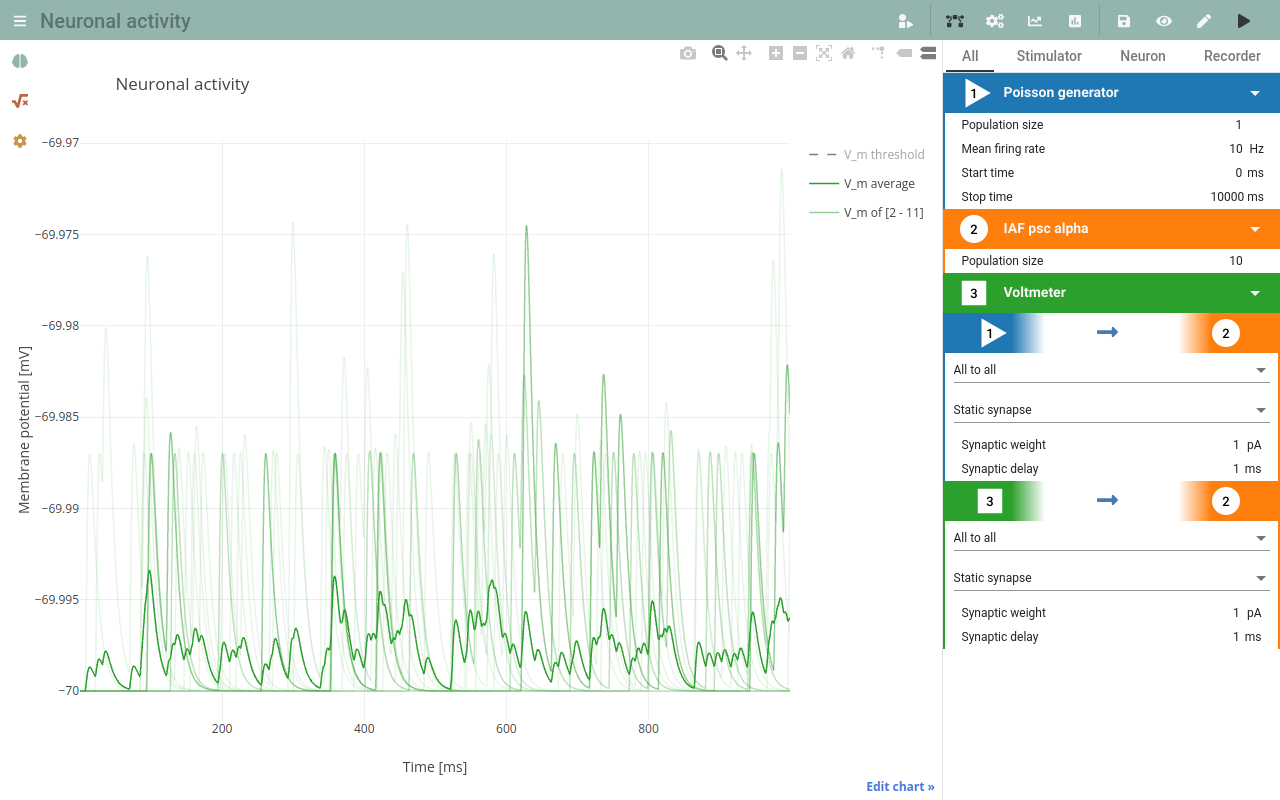 Neuronal activity
All Stimulator Neuron Recorder
Neuronal activity
−69.97
−69.975
−69.98
−69.985
−69.99
−69.995
−70
Membrane potential [mV]
200 400 600 800
Time [ms]
V_m threshold
V_m average
V_m of [2 - 11]
Edit chart »
1 Poisson generator
Population size 1
Mean firing rate 10 Hz
Start time 0 ms
Stop time 10000 ms
2 IAF psc alpha
Population size 10
3 Voltmeter
1 2
All to all
Static synapse
Synaptic weight 1 pA
Synaptic delay 1 ms
3 2
All to all
Static synapse
Synaptic weight 1 pA
Synaptic delay 1 ms